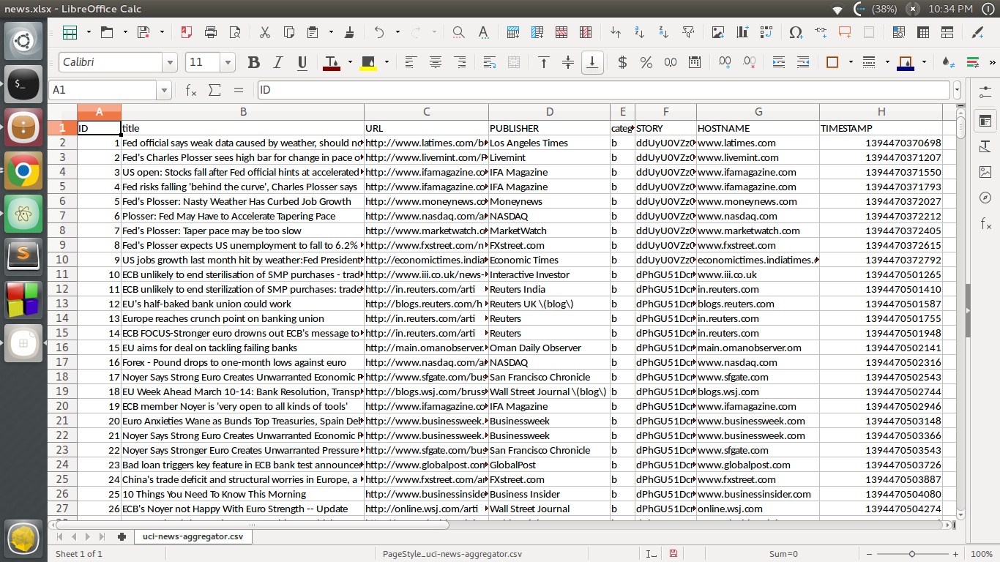 news.xlsx - LibreOffice Calc (38%) 10:34 PM
Calibri 11
A1 ID
A B C D E F G H
1 ID title URL PUBLISHER categ STORY HOSTNAME TIMESTAMP
2 1 Fed official says weak data caused by weather, should no http://www.latimes.com/b Los Angeles Times b ddUyU0VZz0 www.latimes.com 1394470370698
3 2 Fed's Charles Plosser sees high bar for change in pace o http://www.livemint.com/P Livemint b ddUyU0VZz0 www.livemint.com 1394470371207
4 3 US open: Stocks fall after Fed official hints at accelerated http://www.ifamagazine.co IFA Magazine b ddUyU0VZz0 www.ifamagazine.com 1394470371550
5 4 Fed risks falling 'behind the curve', Charles Plosser says http://www.ifamagazine.co IFA Magazine b ddUyU0VZz0 www.ifamagazine.com 1394470371793
6 5 Fed's Plosser: Nasty Weather Has Curbed Job Growth http://www.moneynews.co Moneynews b ddUyU0VZz0 www.moneynews.com 1394470372027
7 6 Plosser: Fed May Have to Accelerate Tapering Pace http://www.nasdaq.com/a NASDAQ b ddUyU0VZz0 www.nasdaq.com 1394470372212
8 7 Fed's Plosser: Taper pace may be too slow http://www.marketwatch.c MarketWatch b ddUyU0VZz0 www.marketwatch.com 1394470372405
9 8 Fed's Plosser expects US unemployment to fall to 6.2% http://www.fxstreet.com/n FXstreet.com b ddUyU0VZz0 www.fxstreet.com 1394470372615
10 9 US jobs growth last month hit by weather:Fed President http://economictimes.india Economic Times b ddUyU0VZz0 economictimes.indiatimes. 1394470372792
11 10 ECB unlikely to end sterilisation of SMP purchases - trad http://www.iii.co.uk/news- Interactive Investor b dPhGU51Dcr www.iii.co.uk 1394470501265
12 11 ECB unlikely to end sterilization of SMP purchases: trade http://in.reuters.com/arti Reuters India b dPhGU51Dcr in.reuters.com 1394470501410
13 12 EU's half-baked bank union could work http://blogs.reuters.com/h Reuters UK \(blog\) b dPhGU51Dcr blogs.reuters.com 1394470501587
14 13 Europe reaches crunch point on banking union http://in.reuters.com/arti Reuters b dPhGU51Dcr in.reuters.com 1394470501755
15 14 ECB FOCUS-Stronger euro drowns out ECB's message to http://in.reuters.com/arti Reuters b dPhGU51Dcr in.reuters.com 1394470501948
16 15 EU aims for deal on tackling failing banks http://main.omanobserver. Oman Daily Observer b dPhGU51Dcr main.omanobserver.om 1394470502141
17 16 Forex - Pound drops to one-month lows against euro http://www.nasdaq.com/a NASDAQ b dPhGU51Dcr www.nasdaq.com 1394470502316
18 17 Noyer Says Strong Euro Creates Unwarranted Economic P http://www.sfgate.com/bus San Francisco Chronicle b dPhGU51Dcr www.sfgate.com 1394470502543
19 18 EU Week Ahead March 10-14: Bank Resolution, Transp http://blogs.wsj.com/bruss Wall Street Journal \(blog\) b dPhGU51Dcr blogs.wsj.com 1394470502744
20 19 ECB member Noyer is 'very open to all kinds of tools' http://www.ifamagazine.co IFA Magazine b dPhGU51Dcr www.ifamagazine.com 1394470502946
21 20 Euro Anxieties Wane as Bunds Top Treasuries, Spain Deb http://www.businessweek. Businessweek b dPhGU51Dcr www.businessweek.com 1394470503148
22 21 Noyer Says Strong Euro Creates Unwarranted Economic P http://www.businessweek. Businessweek b dPhGU51Dcr www.businessweek.com 1394470503366
23 22 Noyer Says Stronger Euro Creates Unwarranted Pressure http://www.sfgate.com/bus San Francisco Chronicle b dPhGU51Dcr www.sfgate.com 1394470503543
24 23 Bad loan triggers key feature in ECB bank test announcer http://www.globalpost.com GlobalPost b dPhGU51Dcr www.globalpost.com 1394470503726
25 24 China's trade deficit and structural worries in Europe, a http://www.fxstreet.com/ar FXstreet.com b dPhGU51Dcr www.fxstreet.com 1394470503887
26 25 10 Things You Need To Know This Morning http://www.businessinside Business Insider b dPhGU51Dcr www.businessinsider.com 1394470504080
27 26 ECB's Noyer not Happy With Euro Strength -- Update http://online.wsj.com/arti Wall Street Journal b dPhGU51Dcr online.wsj.com 1394470504274
uci-news-aggregator.csv
Sheet 1 of 1 PageStyle_uci-news-aggregator.csv Sum=0 100%